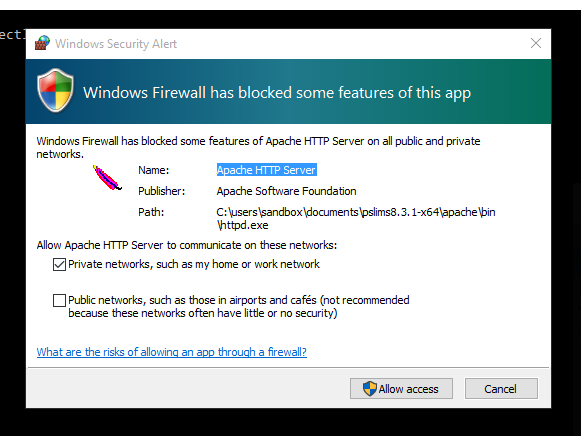 ectl
Windows Security Alert
Windows Firewall has blocked some features of this app
Windows Firewall has blocked some features of Apache HTTP Server on all public and private
networks.
Name: Apache HTTP Server
Publisher: Apache Software Foundation
Path: C:\users\sandbox\documents\pslims8.3.1-x64\apache\bin
\httpd.exe
Allow Apache HTTP Server to communicate on these networks:
Private networks, such as my home or work network
Public networks, such as those in airports and cafés (not recommended
because these networks often have little or no security)
What are the risks of allowing an app through a firewall?
Allow access Cancel